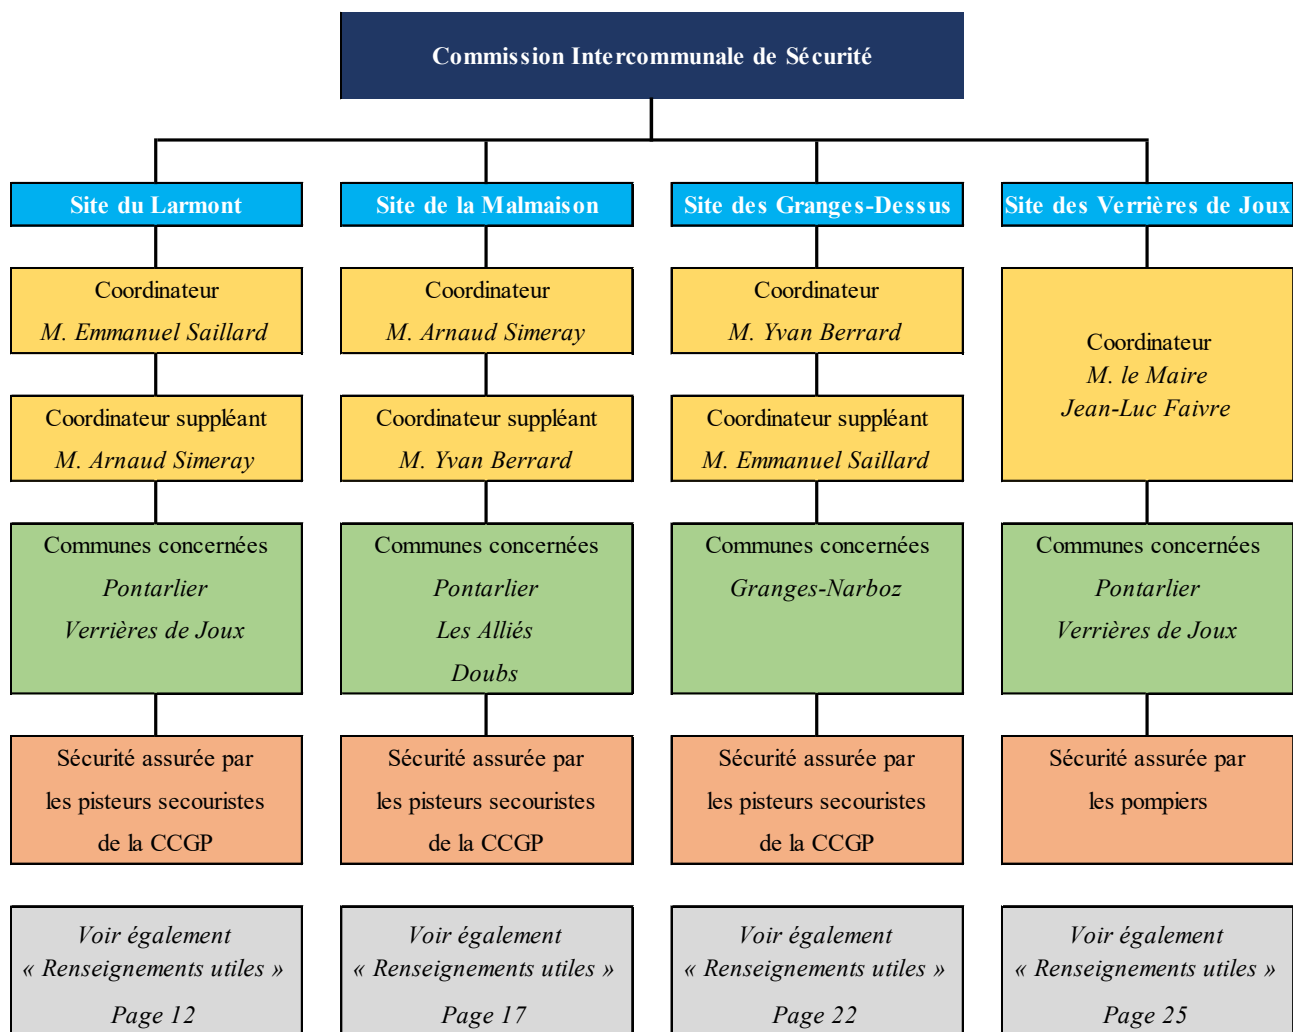 Commission Intercommunale de Sécurité
Site du Larmont
Coordinateur
M. Emmanuel Saillard
Coordinateur suppléant
M. Arnaud Simeray
Communes concernées
Pontarlier
Verrières de Joux
Sécurité assurée par
les pisteurs secouristes
de la CCGP
Voir également
« Renseignements utiles »
Page 12
Site de la Malmaison
Coordinateur
M. Arnaud Simeray
Coordinateur suppléant
M. Yvan Berrard
Communes concernées
Pontarlier
Les Alliés
Doubs
Sécurité assurée par
les pisteurs secouristes
de la CCGP
Voir également
« Renseignements utiles »
Page 17
Site des Granges-Dessus
Coordinateur
M. Yvan Berrard
Coordinateur suppléant
M. Emmanuel Saillard
Communes concernées
Granges-Narboz
Sécurité assurée par
les pisteurs secouristes
de la CCGP
Voir également
« Renseignements utiles »
Page 22
Site des Verrières de Joux
Coordinateur
M. le Maire
Jean-Luc Faivre
Communes concernées
Pontarlier
Verrières de Joux
Sécurité assurée par
les pompiers
Voir également
« Renseignements utiles »
Page 25